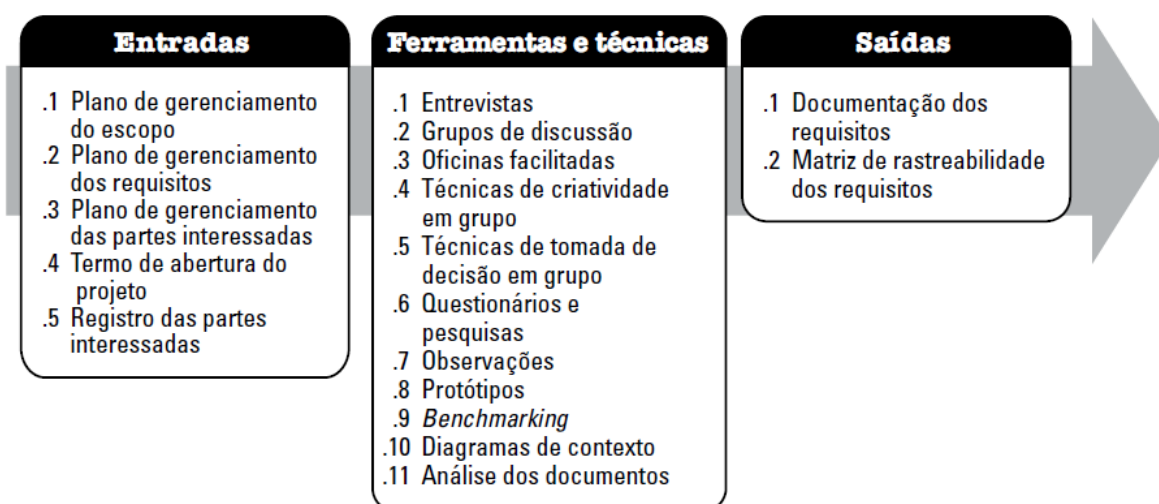 Entradas
.1 Plano de gerenciamento
do escopo
.2 Plano de gerenciamento
dos requisitos
.3 Plano de gerenciamento
das partes interessadas
.4 Termo de abertura do
projeto
.5 Registro das partes
interessadas
Ferramentas e técnicas
.1 Entrevistas
.2 Grupos de discussão
.3 Oficinas facilitadas
.4 Técnicas de criatividade
em grupo
.5 Técnicas de tomada de
decisão em grupo
.6 Questionários e
pesquisas
.7 Observações
.8 Protótipos
.9 Benchmarking
.10 Diagramas de contexto
.11 Análise dos documentos
Saídas
.1 Documentação dos
requisitos
.2 Matriz de rastreabilidade
dos requisitos